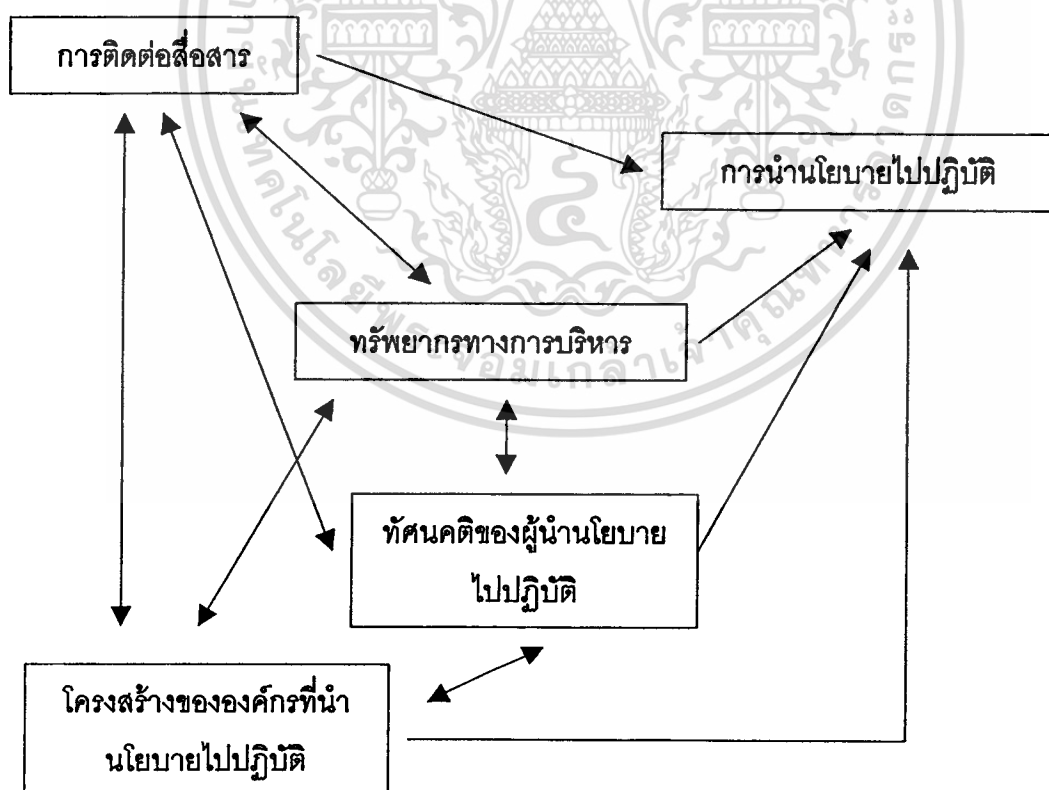 การติดต่อสื่อสาร
การนำนโยบายไปปฏิบัติ
ทรัพยากรทางการบริหาร
ทัศนคติของผู้นำนโยบาย
ไปปฏิบัติ
โครงสร้างขององค์กรที่นำ
นโยบายไปปฏิบัติ